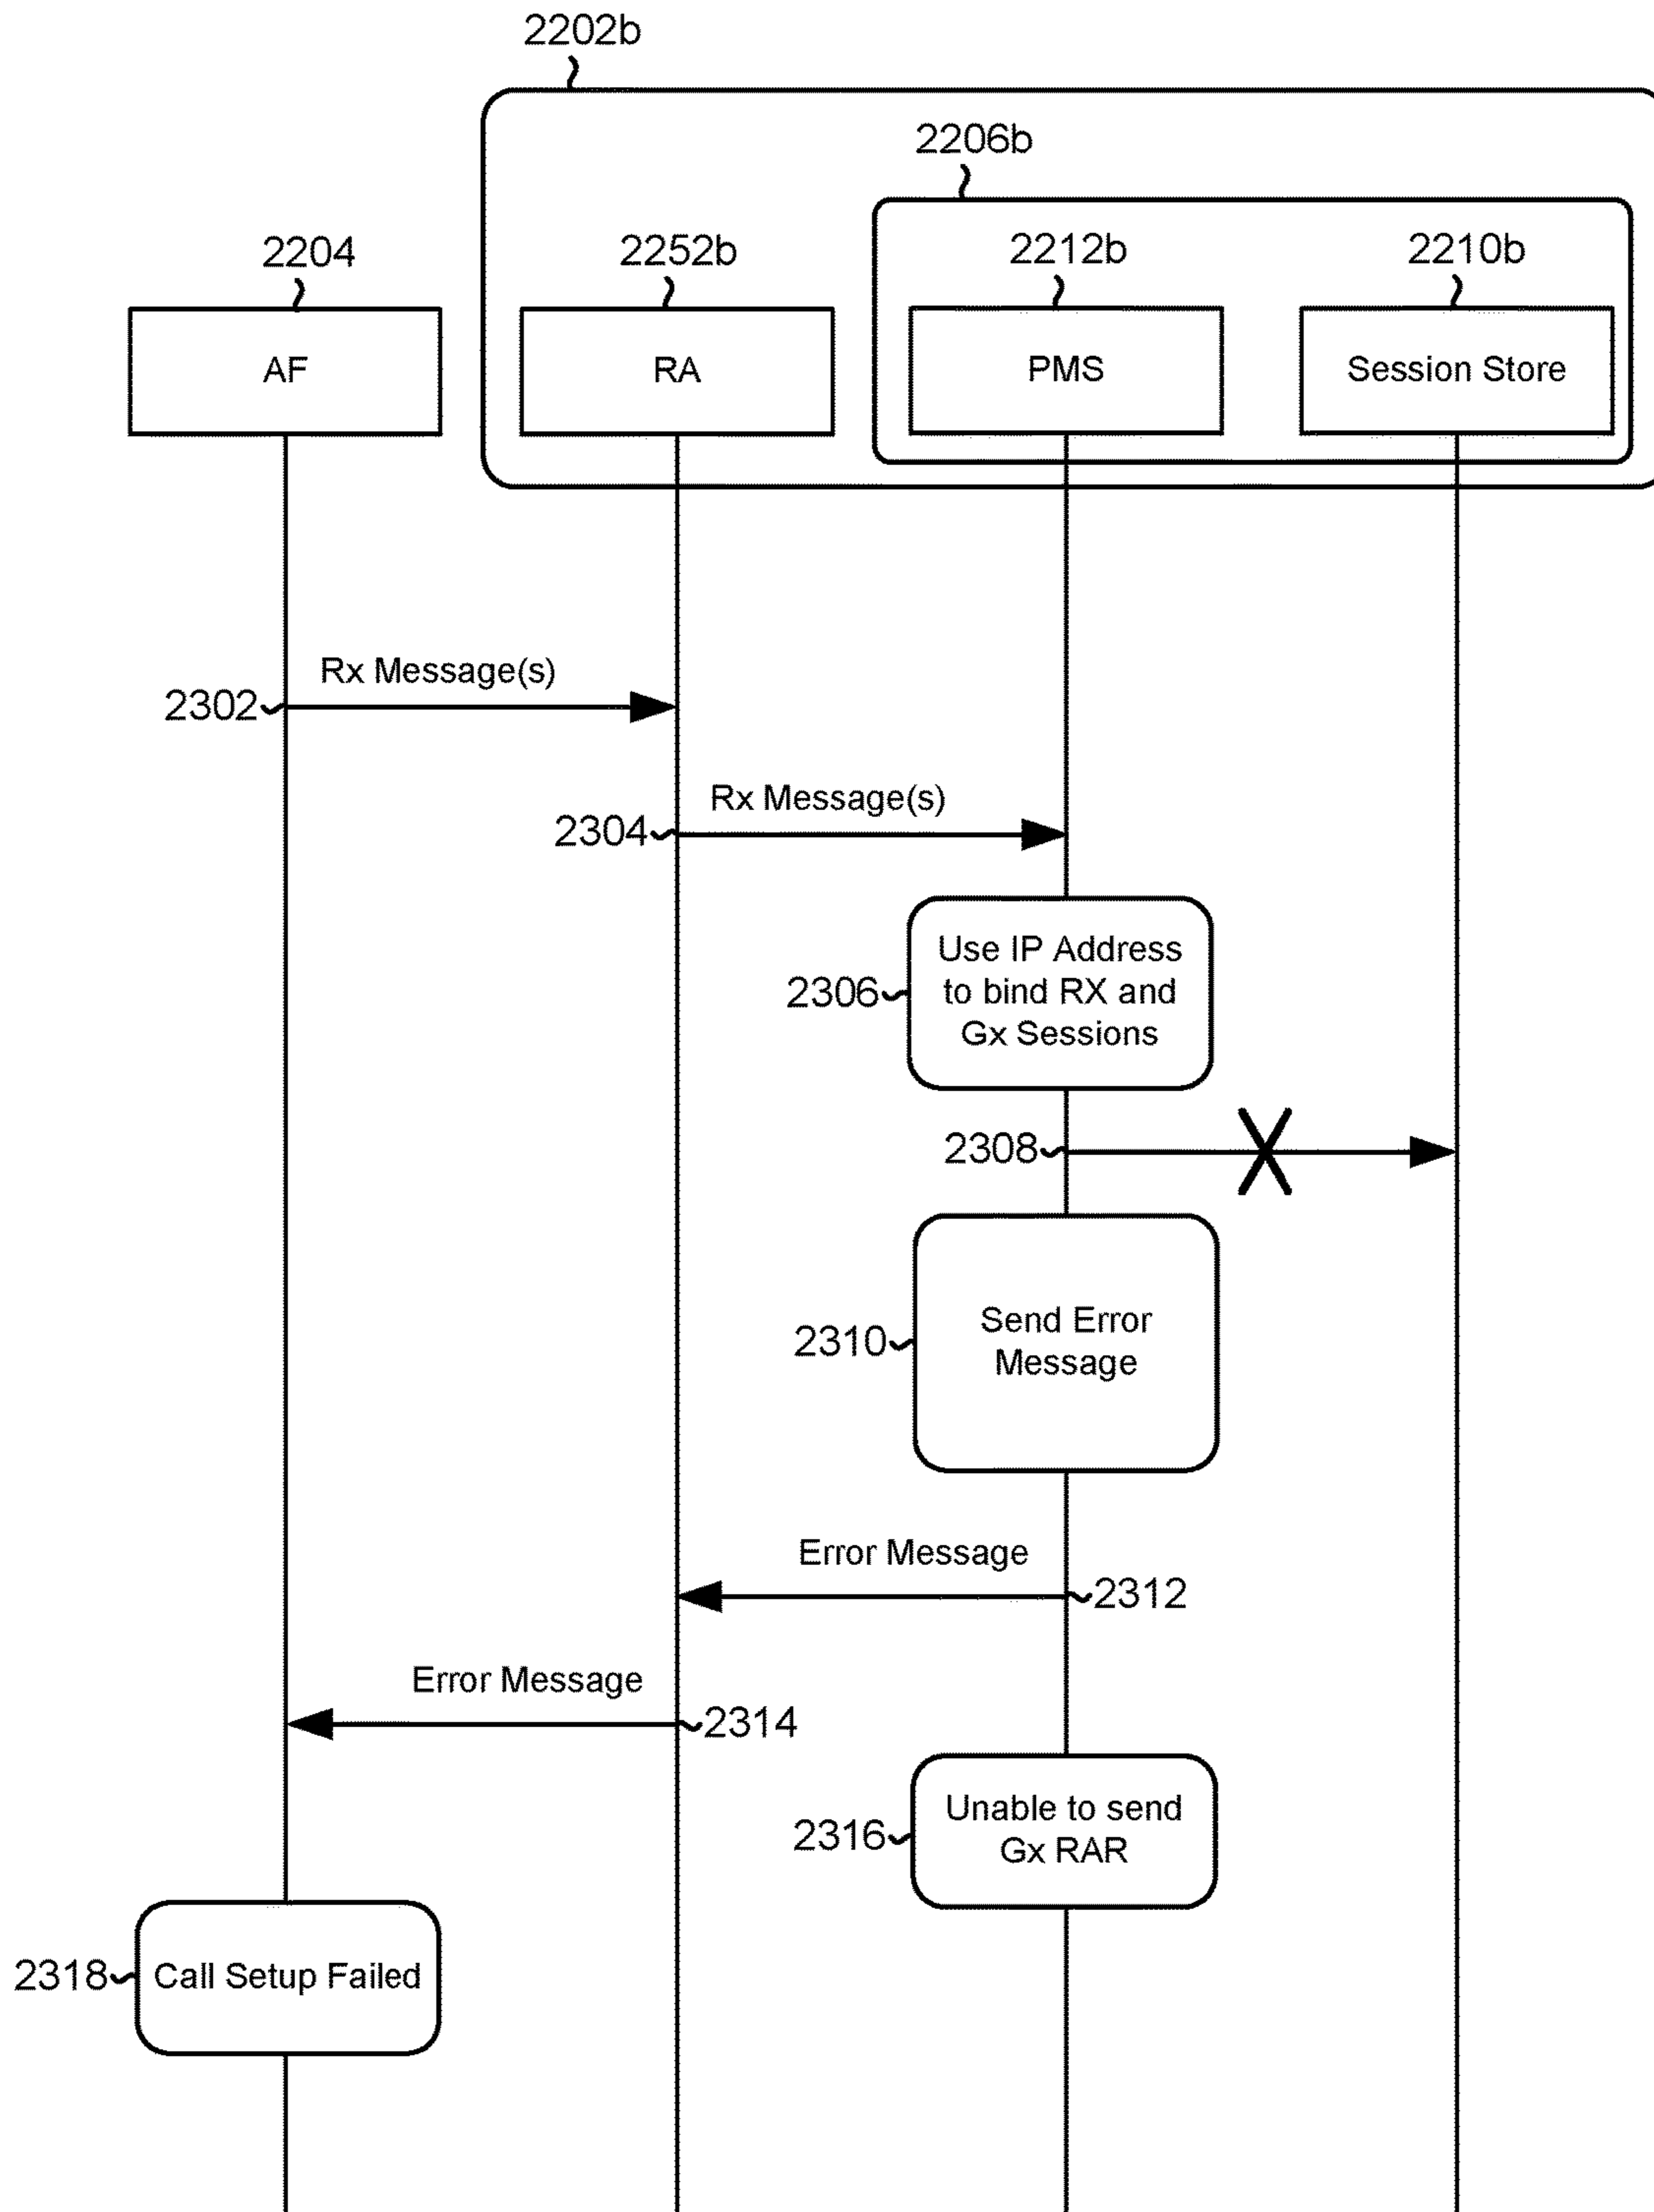 2202b
2206b
2204
2252b
2212b
2210b
AF
RA
PMS
Session Store
Rx Message(s)
2302
Rx Message(s)
2304
Use IP Address
to bind RX and
Gx Sessions
2306
2308
X
Send Error
Message
2310
Error Message
2312
Error Message
2314
Unable to send
Gx RAR
2316
Call Setup Failed
2318